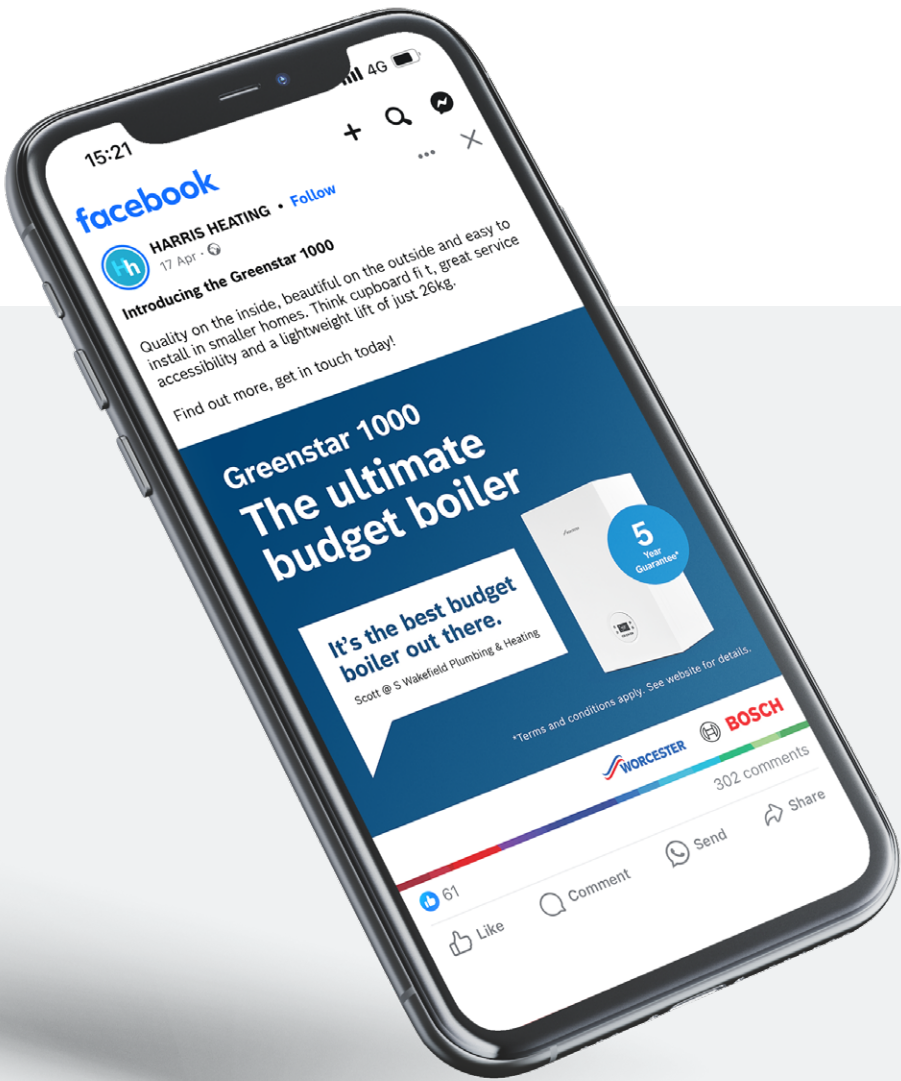 15:21
4G
facebook
HARRIS HEATING • Follow
17 Apr ·
Hh
Introducing the Greenstar 1000
Quality on the inside, beautiful on the outside and easy to
install in smaller homes. Think cupboard fi t, great service
accessibility and a lightweight lift of just 26kg.
Find out more, get in touch today!
Greenstar 1000
The ultimate
budget boiler
5
Year
Guarantee*
It's the best budget
boiler out there.
Scott @ S Wakefield Plumbing & Heating
*Terms and conditions apply. See website for details.
WORCESTER
BOSCH
61
302 comments
Like
Comment
Send
Share